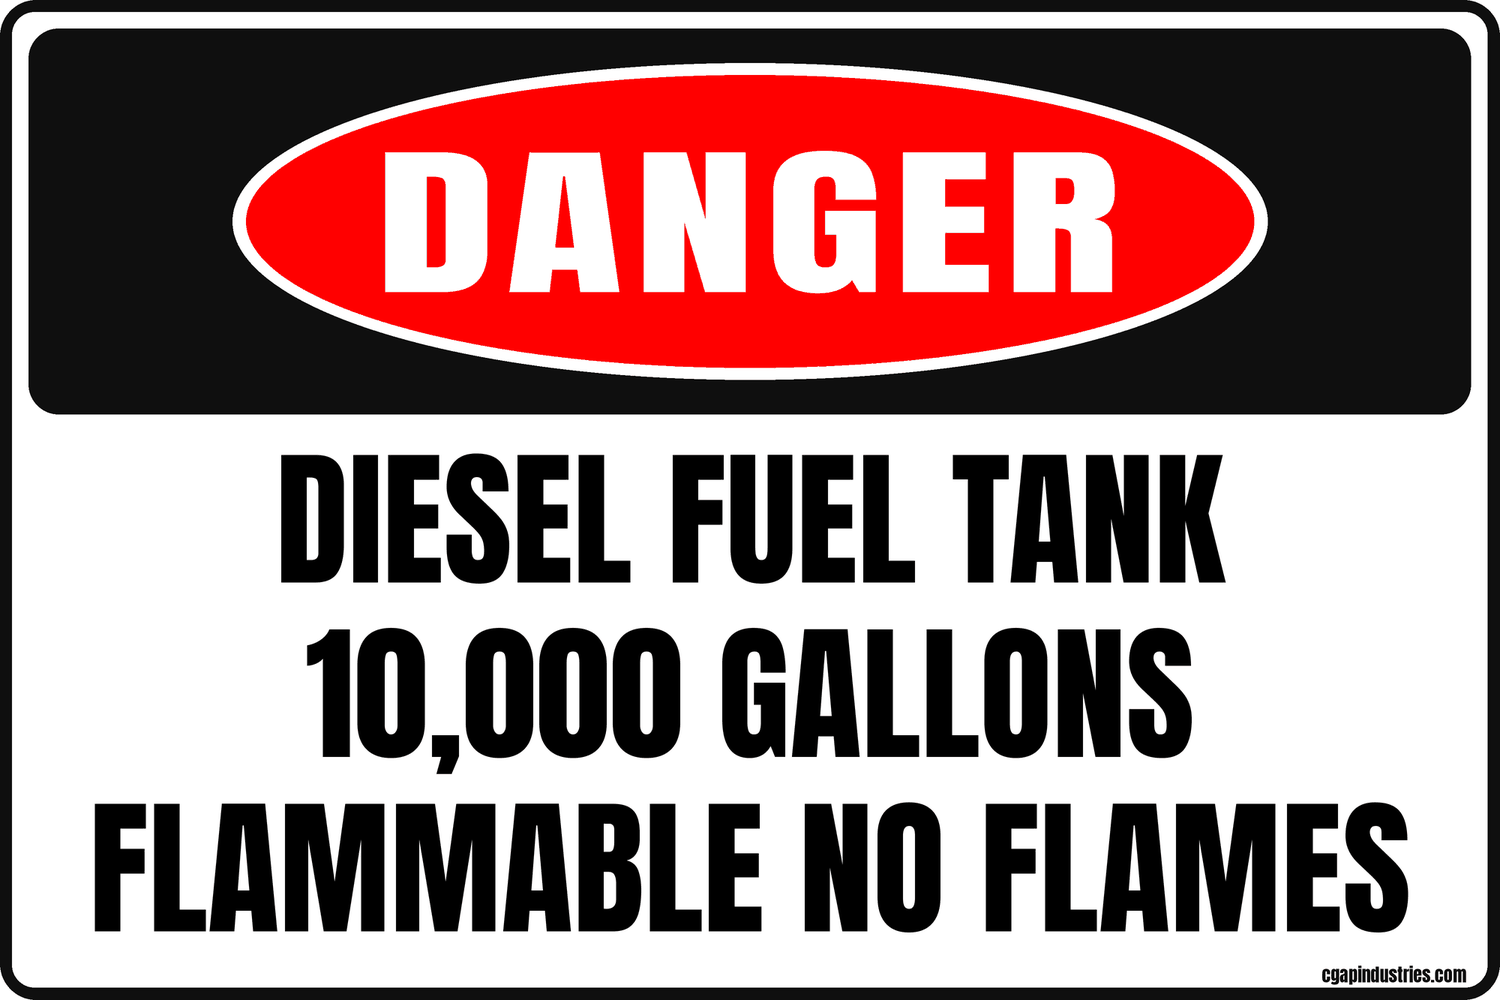 DANGER
DIESEL FUEL TANK
10,000 GALLONS
FLAMMABLE NO FLAMES
cgapindustries.com